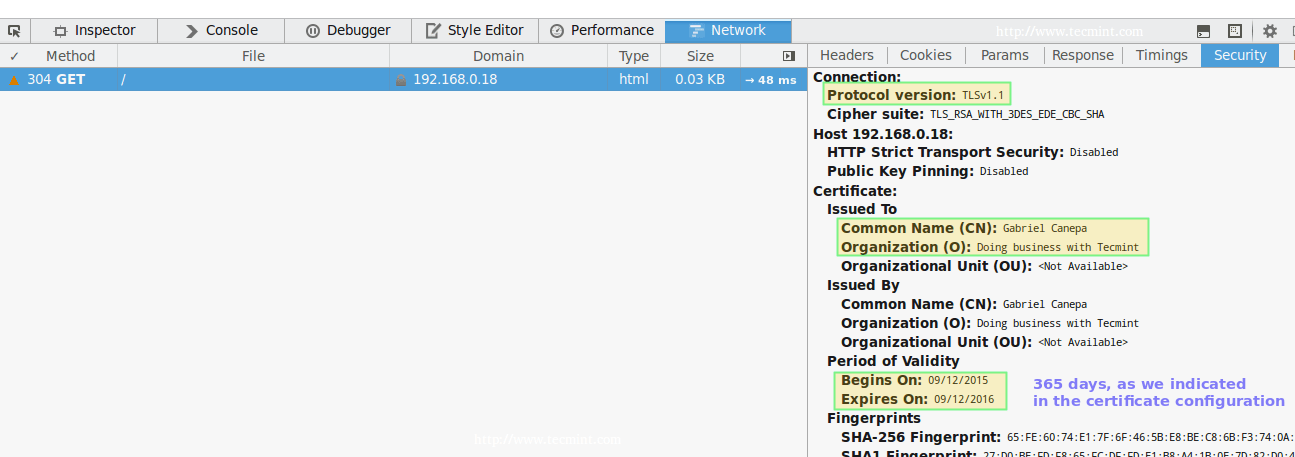 Inspector Console Debugger Style Editor Performance Network http://www.tecmint.com
✓ Method File Domain Type Size
304 GET / 192.168.0.18 html 0.03 KB → 48 ms
Headers Cookies Params Response Timings Security
Connection:
Protocol version: TLSv1.1
Cipher suite: TLS_RSA_WITH_3DES_EDE_CBC_SHA
Host 192.168.0.18:
HTTP Strict Transport Security: Disabled
Public Key Pinning: Disabled
Certificate:
Issued To
Common Name (CN): Gabriel Canepa
Organization (O): Doing business with Tecmint
Organizational Unit (OU): <Not Available>
Issued By
Common Name (CN): Gabriel Canepa
Organization (O): Doing business with Tecmint
Organizational Unit (OU): <Not Available>
Period of Validity
Begins On: 09/12/2015
Expires On: 09/12/2016
365 days, as we indicated
in the certificate configuration
Fingerprints
SHA-256 Fingerprint: 65:FE:60:74:E1:7F:6F:46:5B:E8:BE:C8:6B:F3:74:0A:
SHA1 Fingerprint:
http://www.tecmint.com